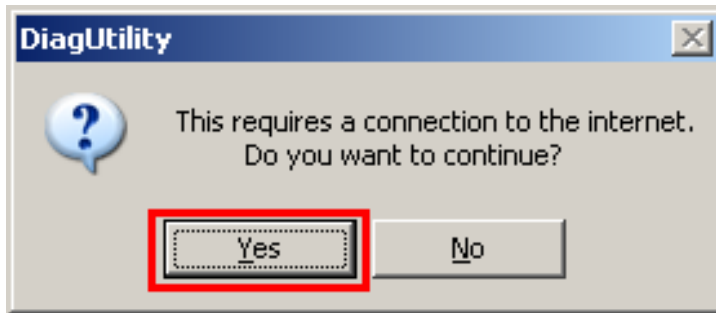 DiagUtility
This requires a connection to the internet.
Do you want to continue?
Yes
No